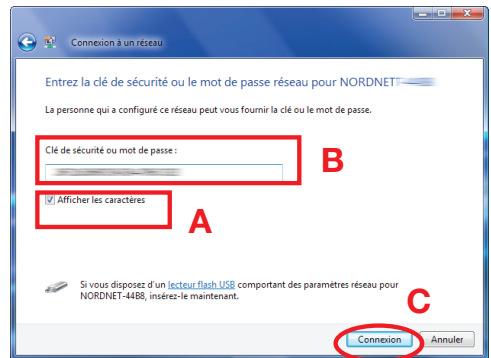 Connexion à un réseau
Entrez la clé de sécurité ou le mot de passe réseau pour NORDNET
La personne qui a configuré ce réseau peut vous fournir la clé ou le mot de passe.
Clé de sécurité ou mot de passe :
B
Afficher les caractères
A
Si vous disposez d'un lecteur flash USB comportant des paramètres réseau pour
NORDNET-44B8, insérez-le maintenant.
C
Connexion Annuler